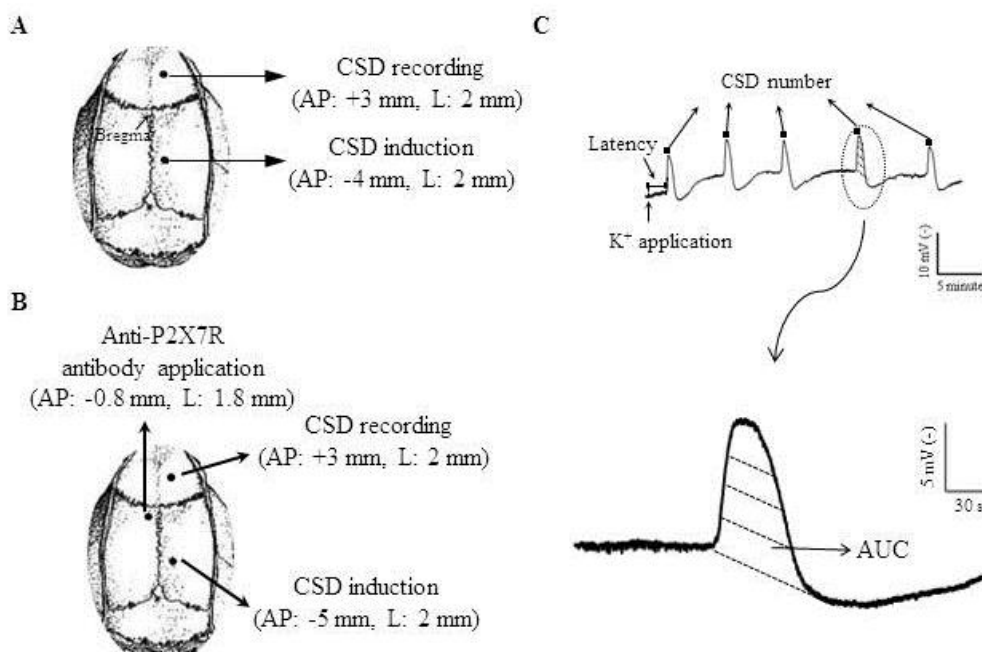 A
CSD recording
(AP: +3 mm, L: 2 mm)
Bregma
CSD induction
(AP: -4 mm, L: 2 mm)
B
Anti-P2X7R
antibody application
(AP: -0.8 mm, L: 1.8 mm)
CSD recording
(AP: +3 mm, L: 2 mm)
CSD induction
(AP: -5 mm, L: 2 mm)
C
CSD number
Latency
K⁺ application
10 mV (-)
5 minute
5 mV (-)
30 s
AUC